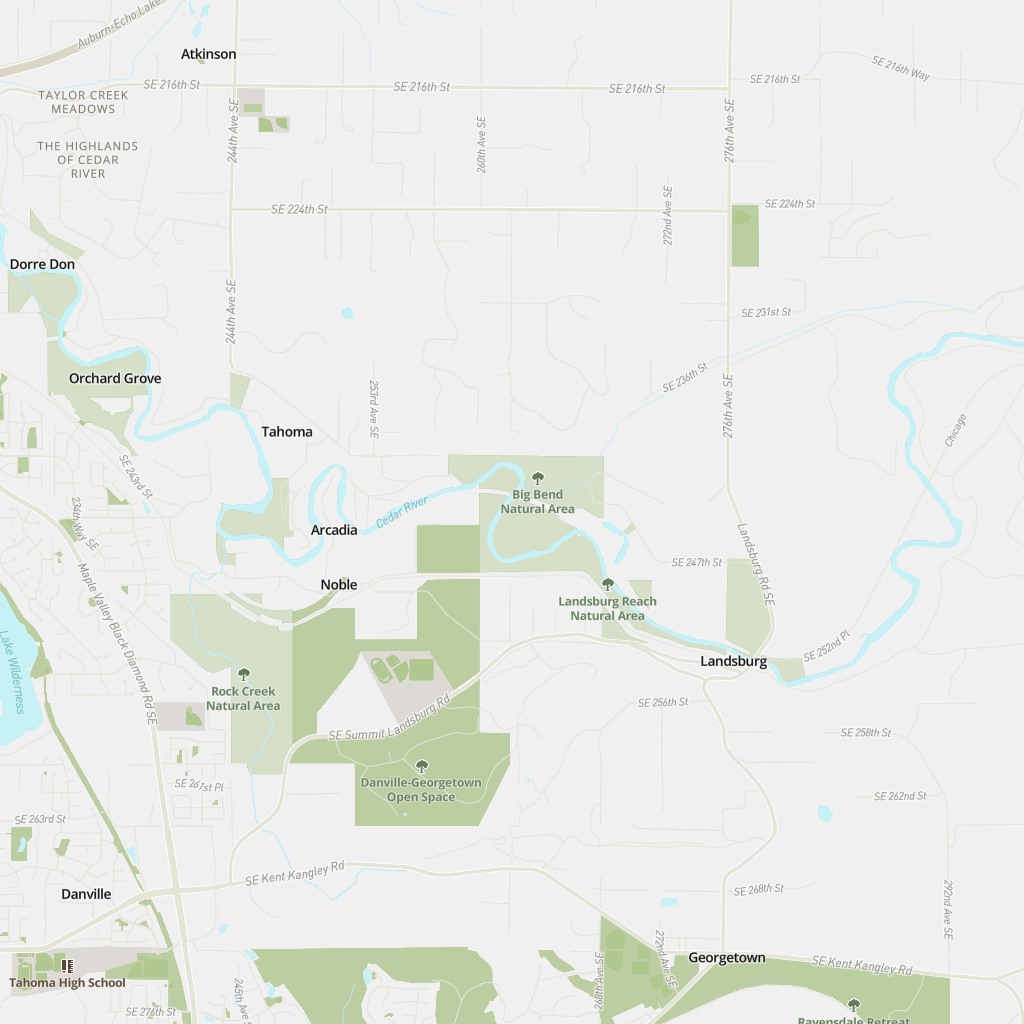 Auburn-Echo Lake
Atkinson
SE 216th St
SE 216th St
SE 216th St
SE 216th St
SE 216th Way
TAYLOR CREEK
MEADOWS
THE HIGHLANDS
OF CEDAR
RIVER
244th Ave SE
260th Ave SE
276th Ave SE
SE 224th St
272nd Ave SE
SE 224th St
Dorre Don
244th Ave SE
SE 231st St
Orchard Grove
253rd Ave SE
SE 236th St
276th Ave SE
Chicago
Tahoma
SE 243rd St
Big Bend
Natural Area
Cedar River
Arcadia
234th Way SE
Landsburg Rd SE
SE 247th St
Noble
Maple Valley Black Diamond Rd SE
Landsburg Reach
Natural Area
Lake Wilderness
SE 252nd Pl
Landsburg
Rock Creek
Natural Area
SE 256th St
SE Summit Landsburg Rd
SE 258th St
Danville-Georgetown
Open Space
SE 261st Pl
SE 262nd St
SE 263rd St
SE Kent Kangley Rd
Danville
SE 268th St
292nd Ave SE
Georgetown
SE Kent Kangley Rd
Tahoma High School
245th Ave SE
268th Ave SE
272nd Ave SE
SE 276th St
Ravensdale Retreat